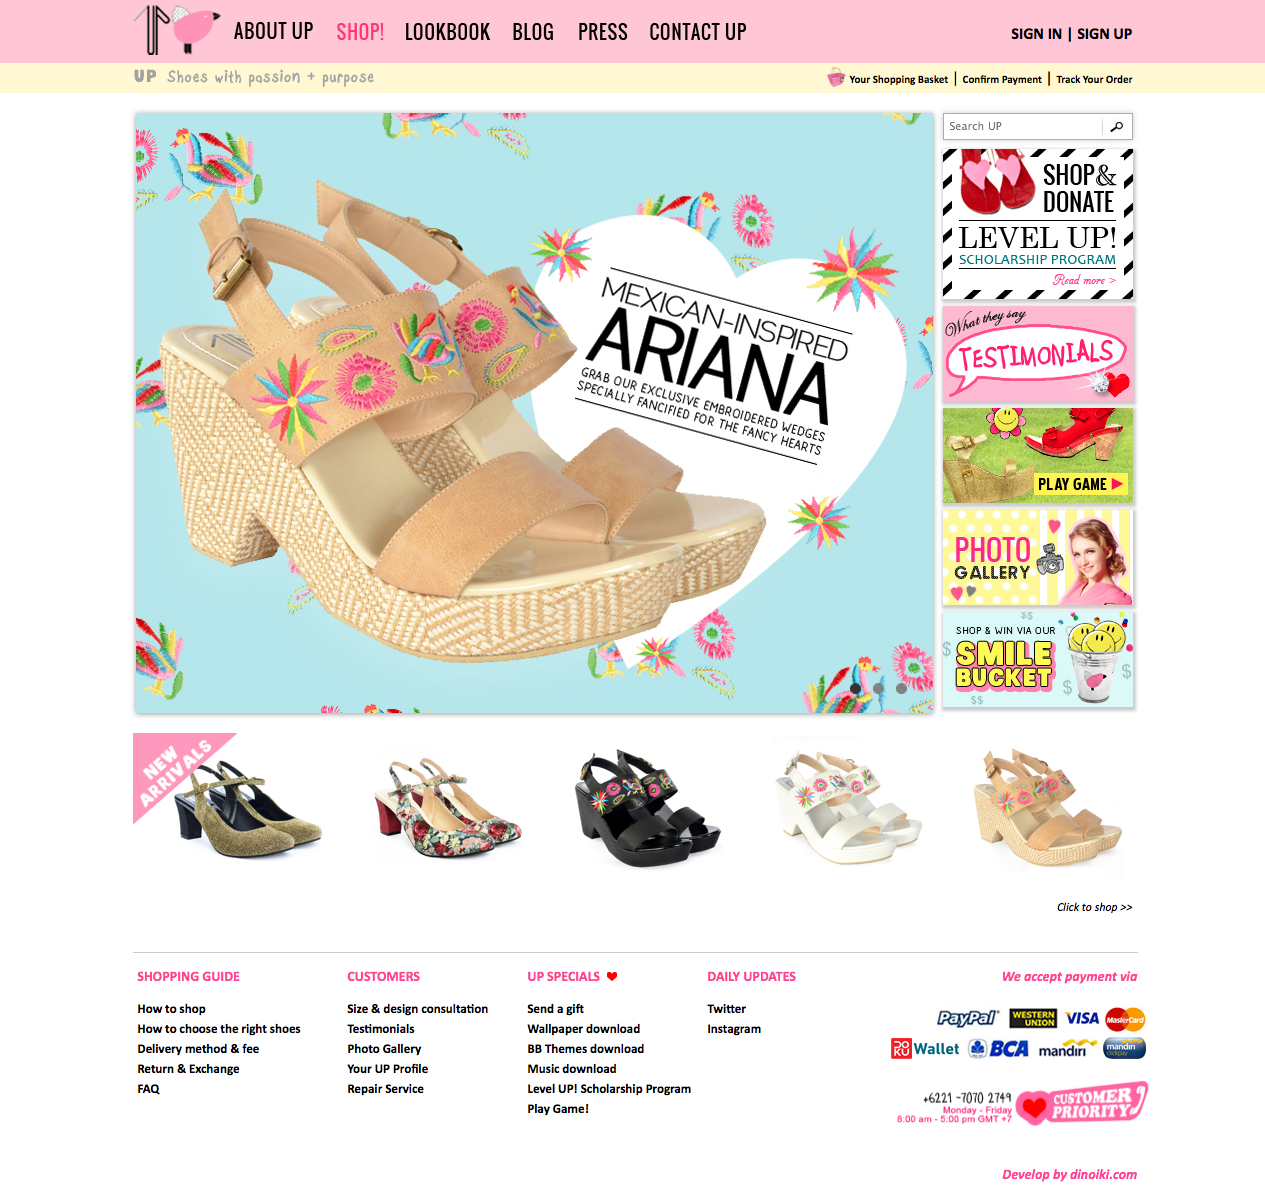 UP
ABOUT UP
SHOP!
LOOKBOOK
BLOG
PRESS
CONTACT UP
SIGN IN | SIGN UP
UP Shoes with passion + purpose
Your Shopping Basket | Confirm Payment | Track Your Order
MEXICAN-INSPIRED
ARIANA
GRAB OUR EXCLUSIVE EMBROIDERED WEDGES
SPECIALLY FANCIFIED FOR THE FANCY HEARTS
Search UP
SHOP&
DONATE
LEVEL UP!
SCHOLARSHIP PROGRAM
Read more >
What they say
TESTIMONIALS
PLAY GAME
PHOTO
GALLERY
$$
SHOP & WIN VIA OUR
SMILE
BUCKET
$
$
$
$$
NEW
ARRIVALS
Click to shop >>
SHOPPING GUIDE
How to shop
How to choose the right shoes
Delivery method & fee
Return & Exchange
FAQ
CUSTOMERS
Size & design consultation
Testimonials
Photo Gallery
Your UP Profile
Repair Service
UP SPECIALS
Send a gift
Wallpaper download
BB Themes download
Music download
Level UP! Scholarship Program
Play Game!
DAILY UPDATES
Twitter
Instagram
We accept payment via
PayPal
WESTERN
UNION
VISA
MasterCard
DOKU Wallet
BCA
mandiri
mandiri
clickpay
+6221 -7070 2749
Monday - Friday
8:00 am - 5:00 pm GMT +7
CUSTOMER
PRIORITY
Develop by dinoiki.com